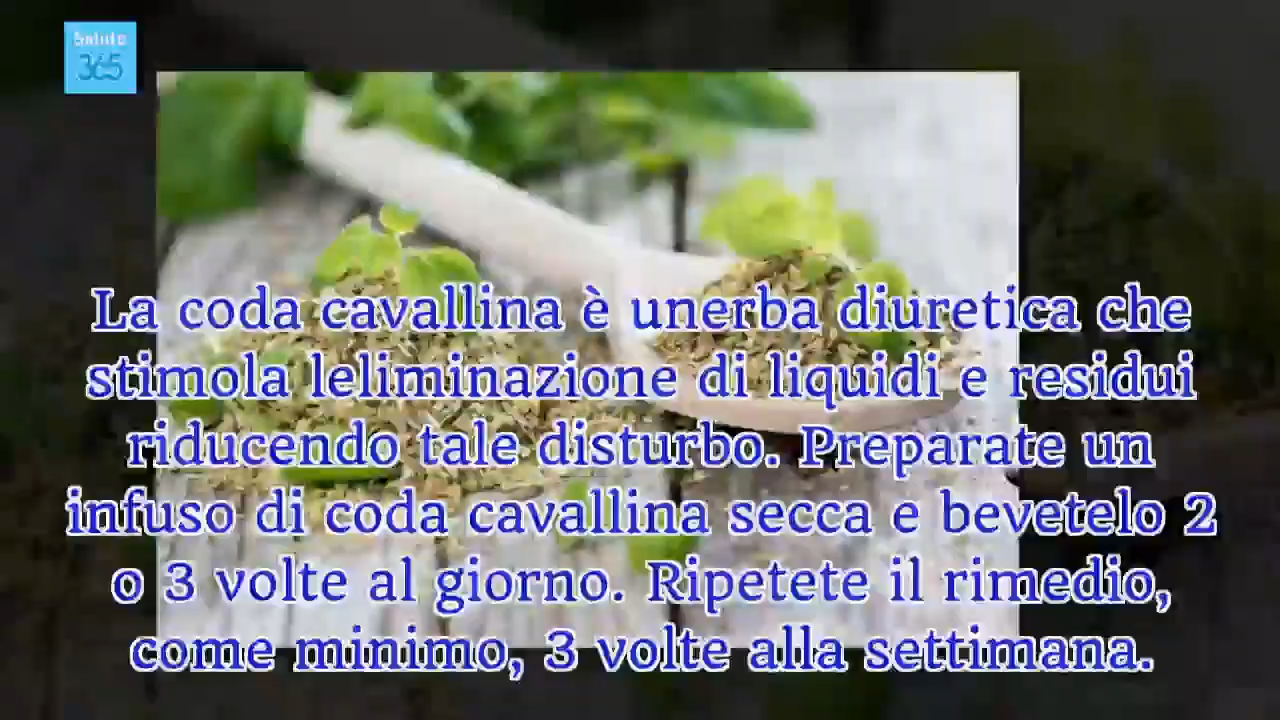 Salute
365
La coda cavallina è unerba diuretica che
stimola leliminazione di liquidi e residui
riducendo tale disturbo. Preparate un
infuso di coda cavallina secca e bevetelo 2
o 3 volte al giorno. Ripetete il rimedio,
come minimo, 3 volte alla settimana.